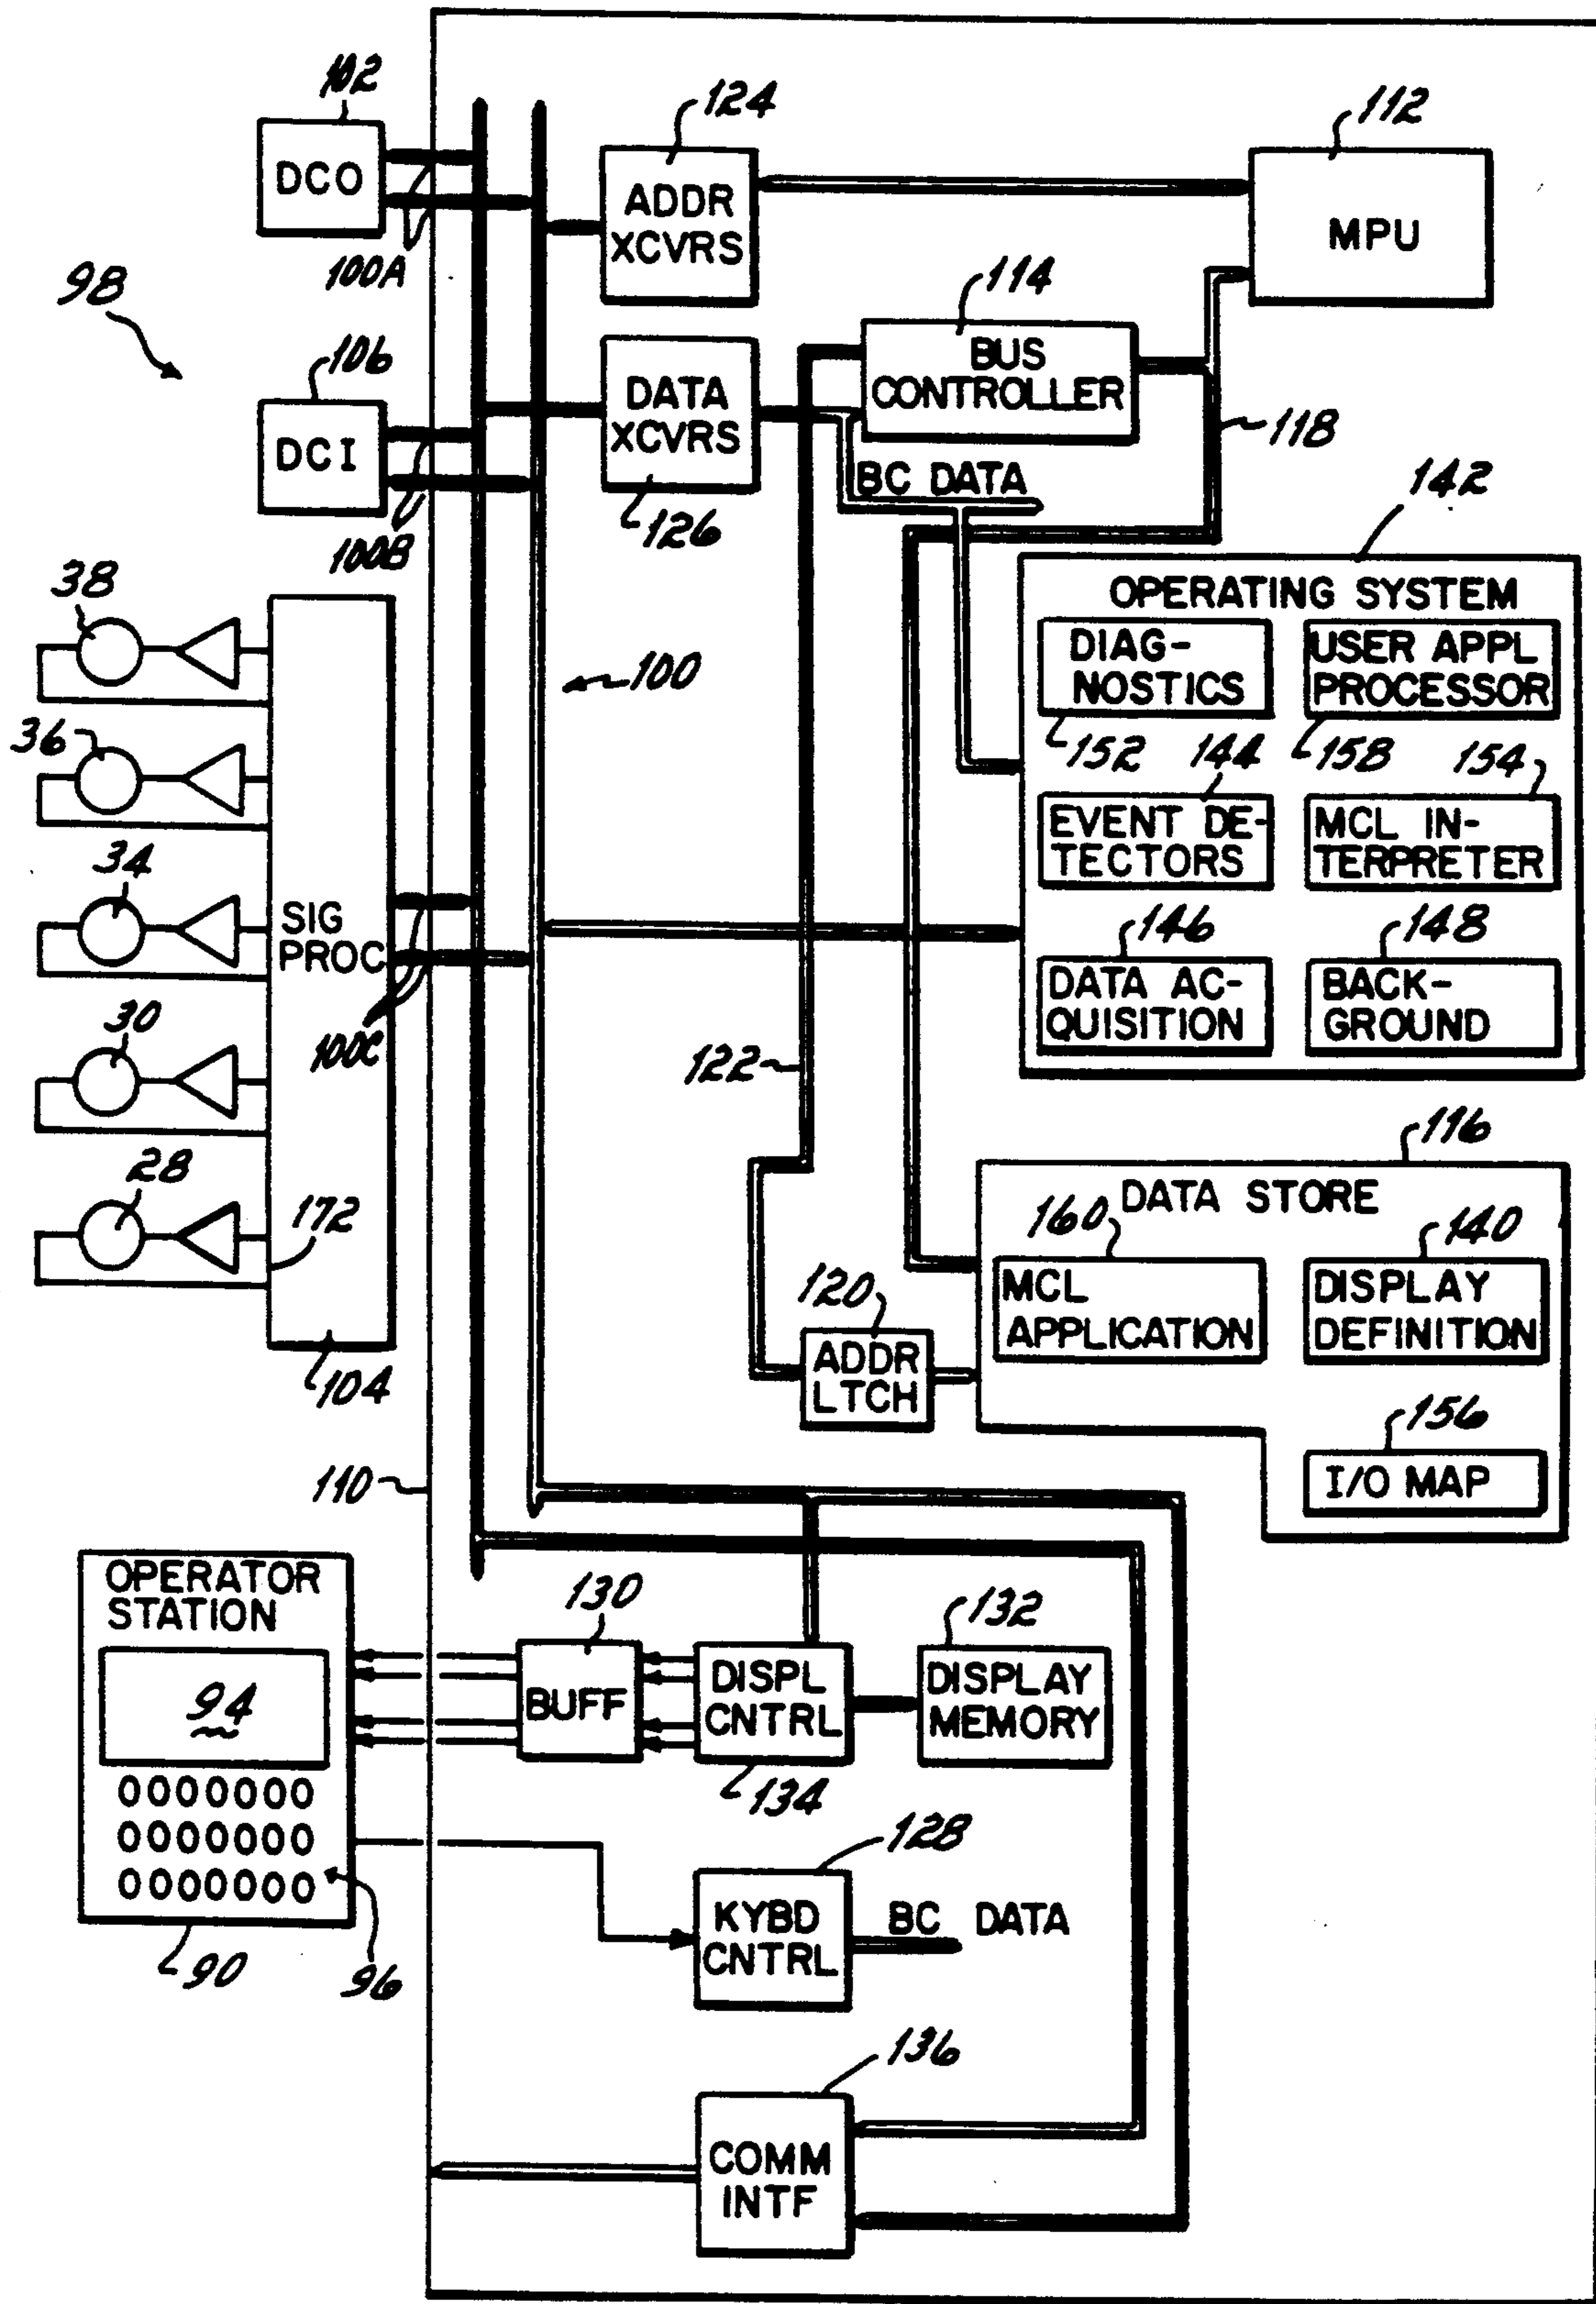 102
124
112
DCO
ADDR
XCVRS
MPU
100A
98
114
BUS
CONTROLLER
106
DATA
XCVRS
118
DCI
BC DATA
126
142
100B
38
OPERATING SYSTEM
DIAG-
NOSTICS
USER APPL
PROCESSOR
100
152
144
158
154
36
EVENT DE-
TECTORS
MCL IN-
TERPRETER
34
SIG
PROC
146
148
DATA AC-
QUISITION
BACK-
GROUND
30
100C
122
116
28
DATA STORE
172
160
140
MCL
APPLICATION
DISPLAY
DEFINITION
120
ADDR
LTCH
104
156
I/O MAP
110
OPERATOR
STATION
130
132
94
BUFF
DISPL
CNTRL
DISPLAY
MEMORY
0000000
0000000
0000000
134
128
KYBD
CNTRL
BC DATA
90
96
136
COMM
INTF